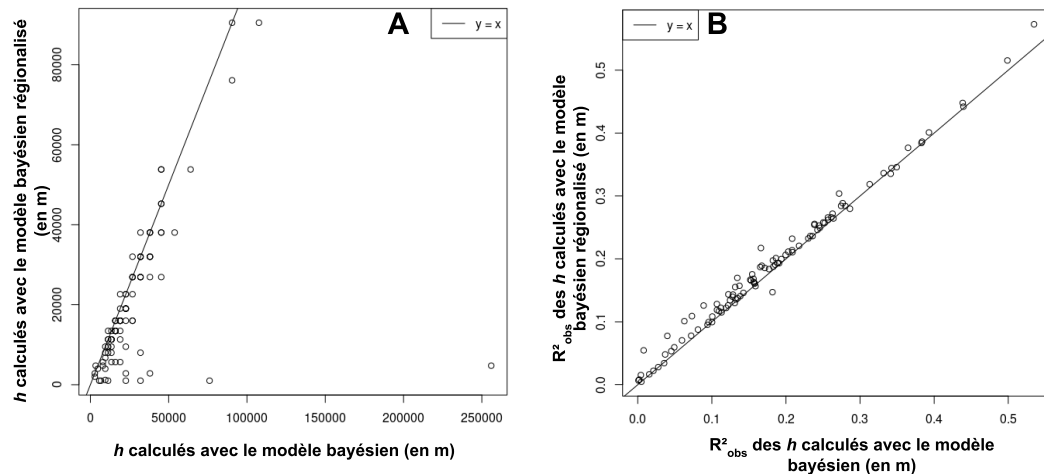 A
y = x
h calculés avec le modèle bayésien régionalisé
(en m)
80000
60000
40000
20000
0
0
50000
100000
150000
200000
250000
h calculés avec le modèle bayésien (en m)
B
y = x
R²obs des h calculés avec le modèle
bayésien régionalisé (en m)
0.5
0.4
0.3
0.2
0.1
0.0
0.0
0.1
0.2
0.3
0.4
0.5
R²obs des h calculés avec le modèle
bayésien (en m)